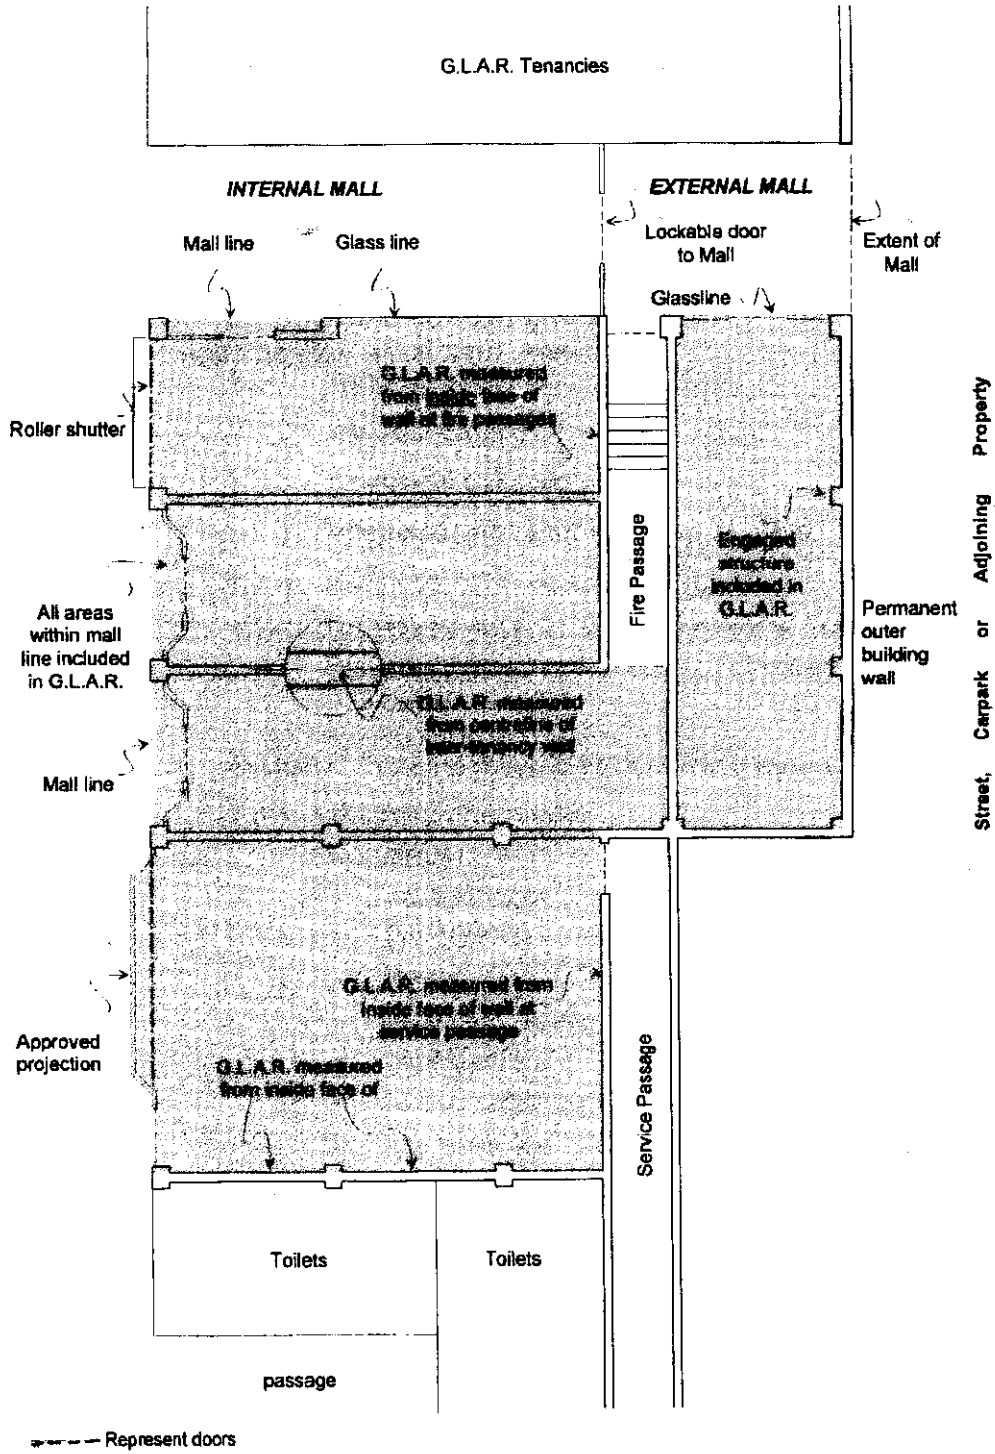 G.L.A.R. Tenancies
INTERNAL MALL
EXTERNAL MALL
Mall line
Glass line
Lockable door
to Mall
Extent of
Mall
Glassline
G.L.A.R. measured
from inside face of
wall at fire passages
Roller shutter
Street, Carpark or Adjoining Property
Engaged
structure
included in
G.L.A.R.
Fire Passage
All areas
within mall
line included
in G.L.A.R.
Permanent
outer
building
wall
G.L.A.R. measured
from centreline of
inter-tenancy wall
Mall line
G.L.A.R. measured from
inside face of wall at
service passage
Approved
projection
G.L.A.R. measured
from inside face of
Service Passage
Toilets
Toilets
passage
Represent doors